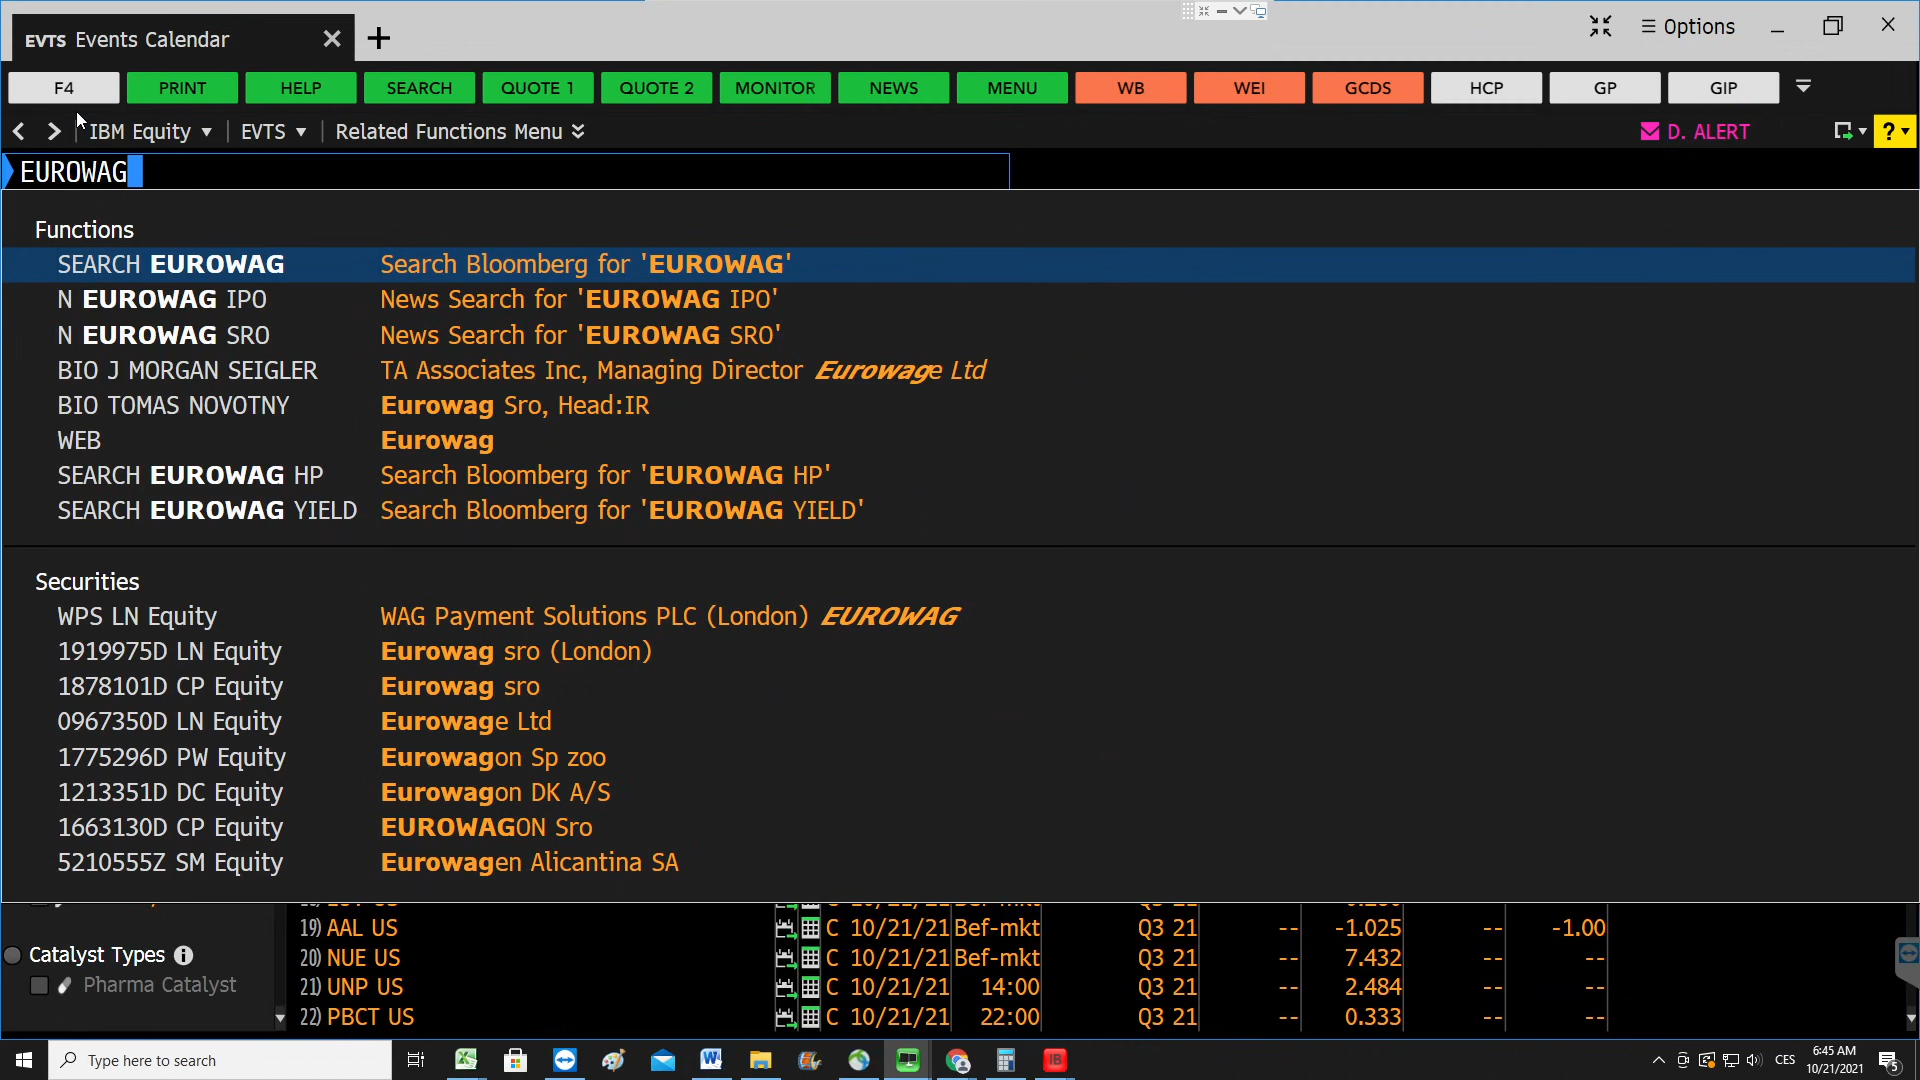 EVTS Events Calendar
Options
F4 PRINT HELP SEARCH QUOTE 1 QUOTE 2 MONITOR NEWS MENU WB WEI GCDS HCP GP GIP
IBM Equity EVTS Related Functions Menu D. ALERT ?
EUROWAG
Functions
SEARCH EUROWAG Search Bloomberg for 'EUROWAG'
N EUROWAG IPO News Search for 'EUROWAG IPO'
N EUROWAG SRO News Search for 'EUROWAG SRO'
BIO J MORGAN SEIGLER TA Associates Inc, Managing Director Eurowage Ltd
BIO TOMAS NOVOTNY Eurowag Sro, Head:IR
WEB Eurowag
SEARCH EUROWAG HP Search Bloomberg for 'EUROWAG HP'
SEARCH EUROWAG YIELD Search Bloomberg for 'EUROWAG YIELD'
Securities
WPS LN Equity WAG Payment Solutions PLC (London) EUROWAG
1919975D LN Equity Eurowag sro (London)
1878101D CP Equity Eurowag sro
0967350D LN Equity Eurowage Ltd
1775296D PW Equity Eurowagon Sp zoo
1213351D DC Equity Eurowagon DK A/S
1663130D CP Equity EUROWAGON Sro
5210555Z SM Equity Eurowagen Alicantina SA
19) AAL US C 10/21/21 Bef-mkt Q3 21 -- -1.025 -- -1.00
Catalyst Types
20) NUE US C 10/21/21 Bef-mkt Q3 21 -- 7.432 -- --
Pharma Catalyst
21) UNP US C 10/21/21 14:00 Q3 21 -- 2.484 -- --
22) PBCT US C 10/21/21 22:00 Q3 21 -- 0.333 -- --
Type here to search
IB
CES
6:45 AM
10/21/2021
5